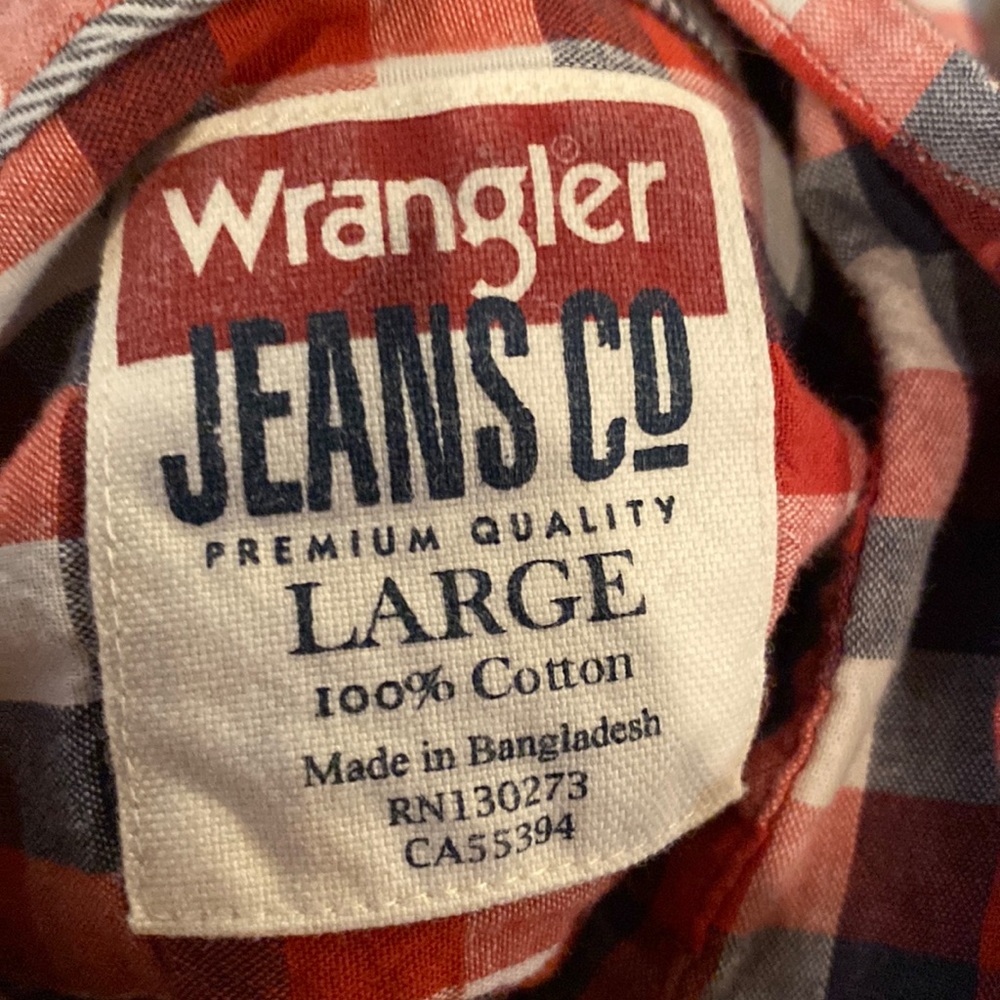 Wrangler®
JEANS CO
PREMIUM QUALITY
LARGE
100% Cotton
Made in Bangladesh
RN130273
CA55394